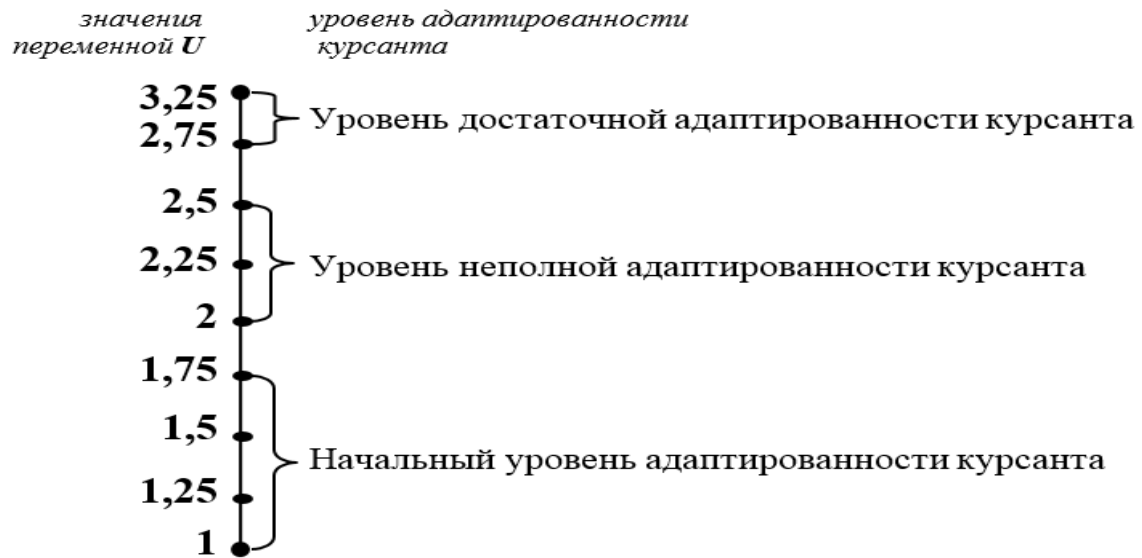 значения уровень адаптированности
переменной U курсанта
3,25
Уровень достаточной адаптированности курсанта
2,75
2,5
2,25 Уровень неполной адаптированности курсанта
2
1,75
1,5
Начальный уровень адаптированности курсанта
1,25
1